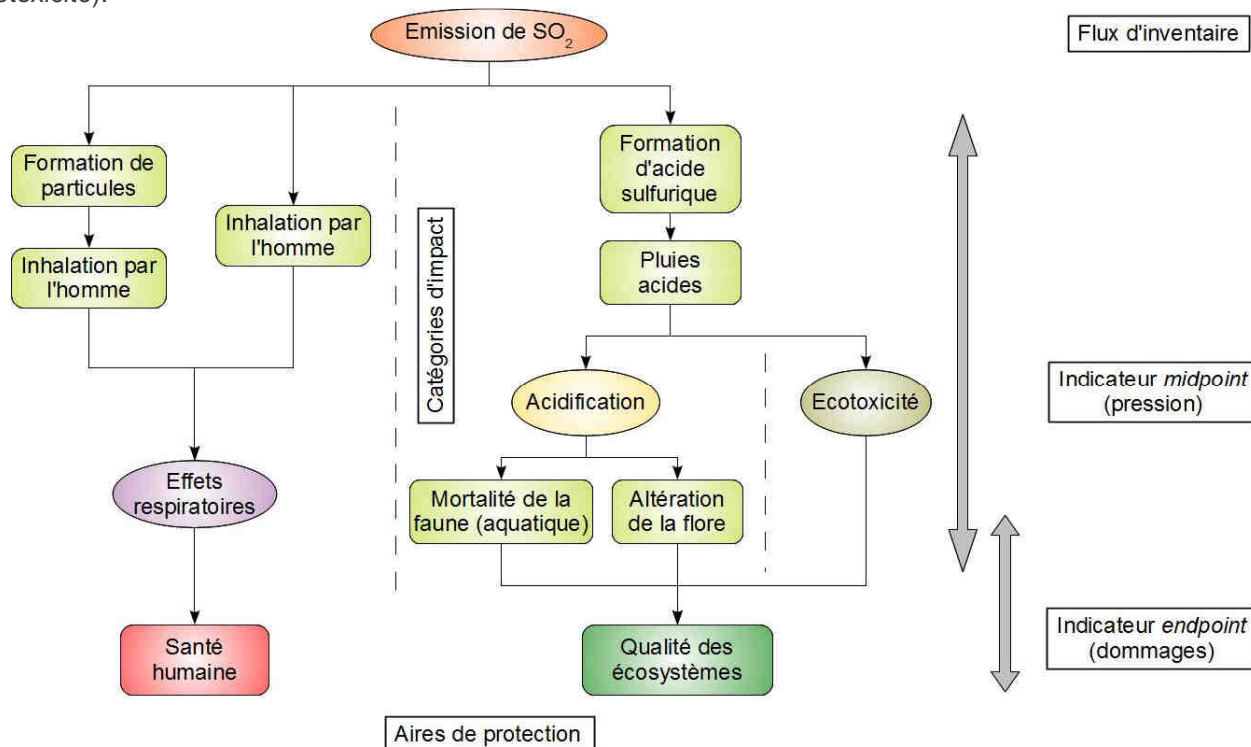 Emission de SO2
Flux d'inventaire
Formation de
particules
Inhalation par
l'homme
Inhalation par
l'homme
Catégories d'impact
Formation
d'acide
sulfurique
Pluies
acides
Acidification
Ecotoxicité
Indicateur midpoint
(pression)
Effets
respiratoires
Mortalité de la
faune (aquatique)
Altération
de la flore
Santé
humaine
Qualité des
écosystèmes
Indicateur endpoint
(dommages)
Aires de protection